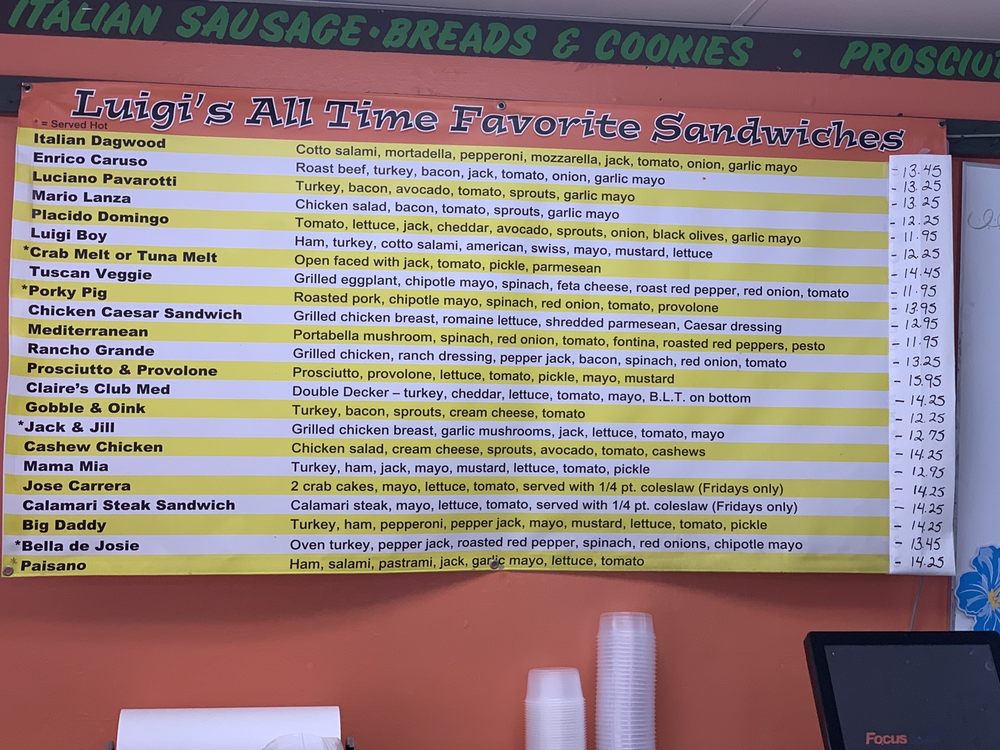 ITALIAN SAUSAGE • BREADS & COOKIES • PROSCIUT
Luigi's All Time Favorite Sandwiches
* = Served Hot
Italian Dagwood Cotto salami, mortadella, pepperoni, mozzarella, jack, tomato, onion, garlic mayo - 13.45
Enrico Caruso Roast beef, turkey, bacon, jack, tomato, onion, garlic mayo - 13.25
Luciano Pavarotti Turkey, bacon, avocado, tomato, sprouts, garlic mayo - 13.25
Mario Lanza Chicken salad, bacon, tomato, sprouts, garlic mayo - 12.25
Placido Domingo Tomato, lettuce, jack, cheddar, avocado, sprouts, onion, black olives, garlic mayo - 11.95
Luigi Boy Ham, turkey, cotto salami, american, swiss, mayo, mustard, lettuce - 12.25
*Crab Melt or Tuna Melt Open faced with jack, tomato, pickle, parmesean - 14.45
Tuscan Veggie Grilled eggplant, chipotle mayo, spinach, feta cheese, roast red pepper, red onion, tomato - 11.95
*Porky Pig Roasted pork, chipotle mayo, spinach, red onion, tomato, provolone - 13.95
Chicken Caesar Sandwich Grilled chicken breast, romaine lettuce, shredded parmesean, Caesar dressing - 12.95
Mediterranean Portabella mushroom, spinach, red onion, tomato, fontina, roasted red peppers, pesto - 11.95
Rancho Grande Grilled chicken, ranch dressing, pepper jack, bacon, spinach, red onion, tomato - 13.25
Prosciutto & Provolone Prosciutto, provolone, lettuce, tomato, pickle, mayo, mustard - 15.95
Claire's Club Med Double Decker – turkey, cheddar, lettuce, tomato, mayo, B.L.T. on bottom - 14.25
Gobble & Oink Turkey, bacon, sprouts, cream cheese, tomato - 12.25
*Jack & Jill Grilled chicken breast, garlic mushrooms, jack, lettuce, tomato, mayo - 12.75
Cashew Chicken Chicken salad, cream cheese, sprouts, avocado, tomato, cashews - 14.25
Mama Mia Turkey, ham, jack, mayo, mustard, lettuce, tomato, pickle - 12.95
Jose Carrera 2 crab cakes, mayo, lettuce, tomato, served with 1/4 pt. coleslaw (Fridays only) - 14.25
Calamari Steak Sandwich Calamari steak, mayo, lettuce, tomato, served with 1/4 pt. coleslaw (Fridays only) - 14.25
Big Daddy Turkey, ham, pepperoni, pepper jack, mayo, mustard, lettuce, tomato, pickle - 14.25
*Bella de Josie Oven turkey, pepper jack, roasted red pepper, spinach, red onions, chipotle mayo - 13.45
* Paisano Ham, salami, pastrami, jack, garlic mayo, lettuce, tomato - 14.25
Focus